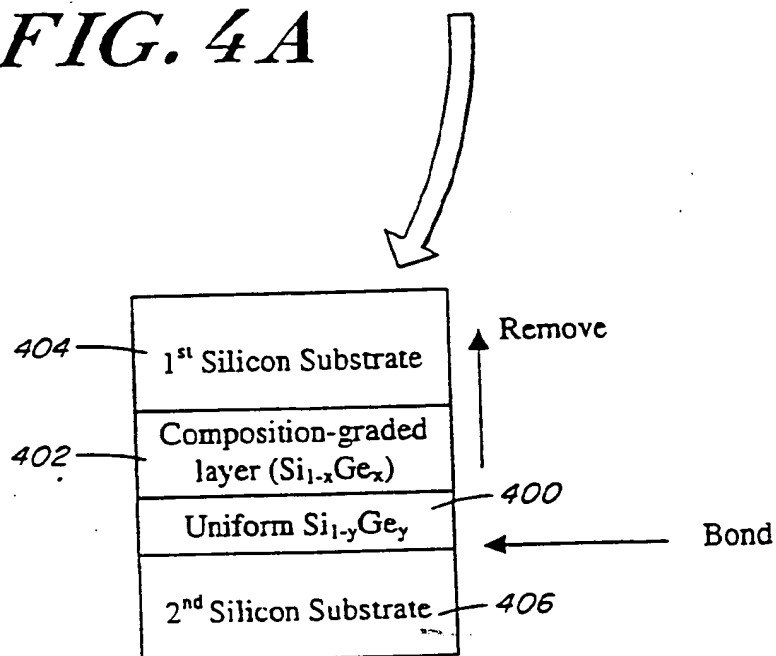 FIG. 4A
Remove
404
1st Silicon Substrate
Composition-graded
402
layer (Si1-xGex)
400
Uniform Si1-yGey
Bond
2nd Silicon Substrate
406